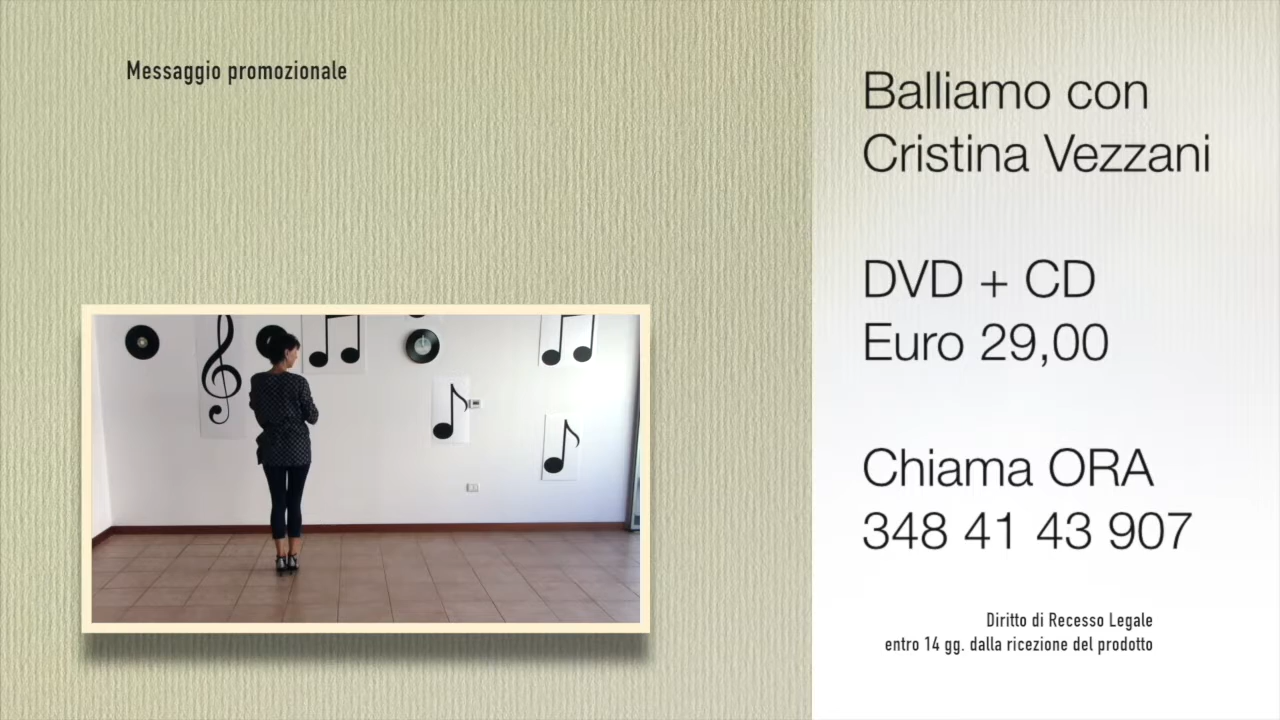 Messaggio promozionale
Balliamo con
Cristina Vezzani
DVD + CD
Euro 29,00
Chiama ORA
348 41 43 907
Diritto di Recesso Legale
entro 14 gg. dalla ricezione del prodotto